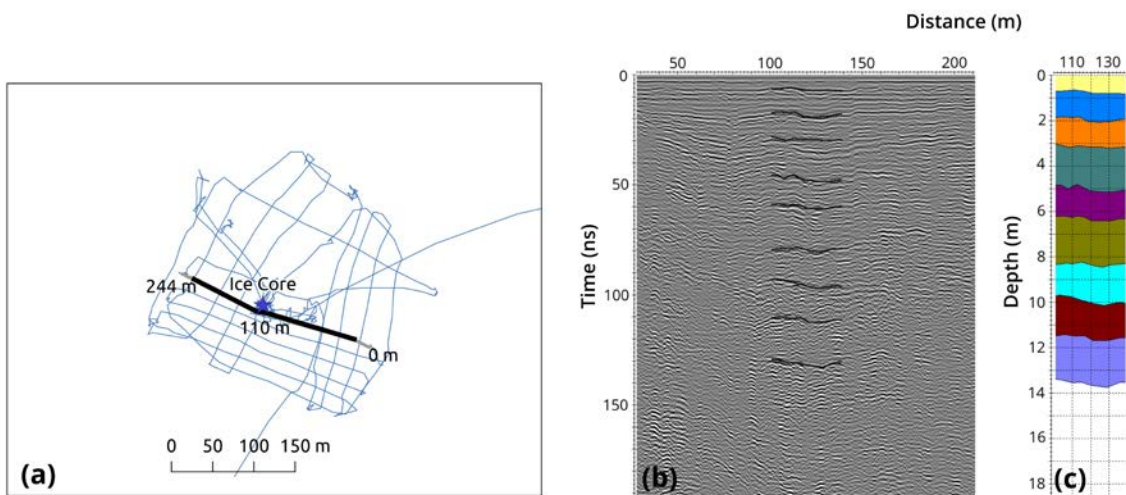 Ice Core
244 m
110 m
0 m
0 50 100 150 m
(a)
Distance (m)
50 100 150 200
0
50
100
150
Time (ns)
(b)
110 130
0
2
4
6
8
10
12
14
16
18
Depth (m)
(c)